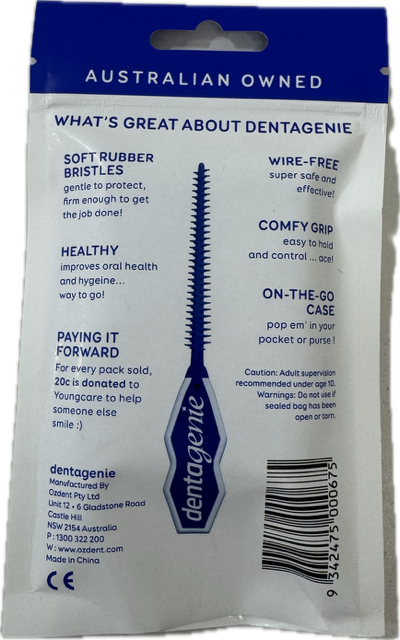 AUSTRALIAN OWNED
WHAT'S GREAT ABOUT DENTAGENIE
SOFT RUBBER
BRISTLES
gentle to protect,
firm enough to get
the job done!
HEALTHY
improves oral health
and hygeine...
way to go!
PAYING IT
FORWARD
For every pack sold,
20c is donated to
Youngcare to help
someone else
smile :)
WIRE-FREE
super safe and
effective!
COMFY GRIP
easy to hold
and control ... ace!
ON-THE-GO
CASE
pop em' in your
pocket or purse !
Caution: Adult supervision
recommended under age 10.
Warnings: Do not use if
sealed bag has been
open or torn.
dentagenie
dentagenie
Manufactured By
Ozdent Pty Ltd
Unit 12 • 6 Gladstone Road
Castle Hill
NSW 2154 Australia
P : 1300 322 200
W : www.ozdent.com
Made in China
CE
9 342475 000675